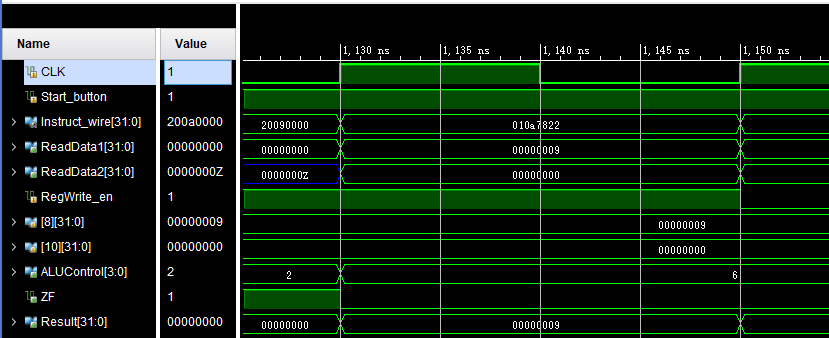 Name Value 1,130 ns 1,135 ns 1,140 ns 1,145 ns 1,150 ns
CLK 1
Start_button 1
Instruct_wire[31:0] 200a0000 20090000 010a7822
ReadData1[31:0] 00000000 00000000 00000009
ReadData2[31:0] 0000000Z 0000000Z 00000000
RegWrite_en 1
[8][31:0] 00000009 00000009
[10][31:0] 00000000 00000000
ALUControl[3:0] 2 2 6
ZF 1
Result[31:0] 00000000 00000000 00000009